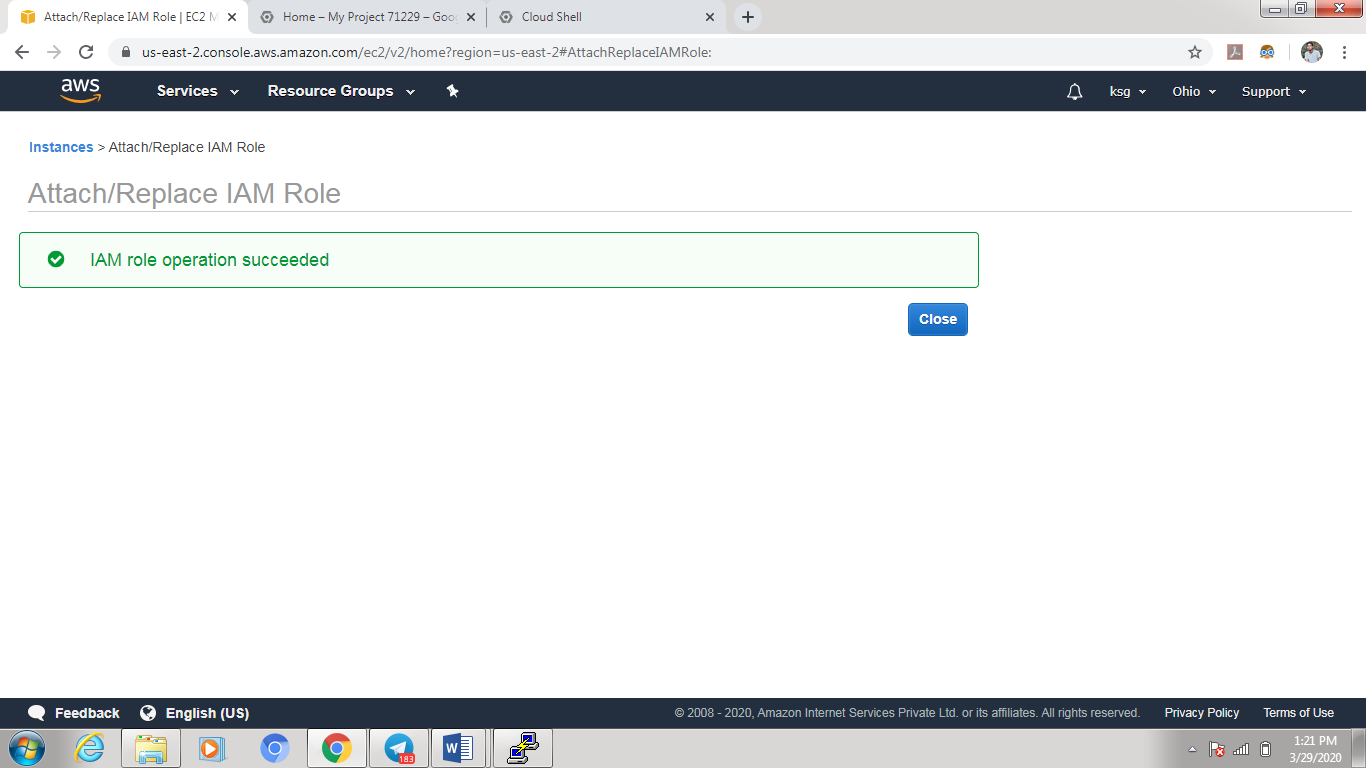 Attach/Replace IAM Role | EC2 M
Home – My Project 71229 – Goo
Cloud Shell
us-east-2.console.aws.amazon.com/ec2/v2/home?region=us-east-2#AttachReplaceIAMRole:
aws
Services
Resource Groups
ksg
Ohio
Support
Instances > Attach/Replace IAM Role
Attach/Replace IAM Role
IAM role operation succeeded
Close
Feedback
English (US)
© 2008 - 2020, Amazon Internet Services Private Ltd. or its affiliates. All rights reserved.
Privacy Policy
Terms of Use
183
1:21 PM
3/29/2020